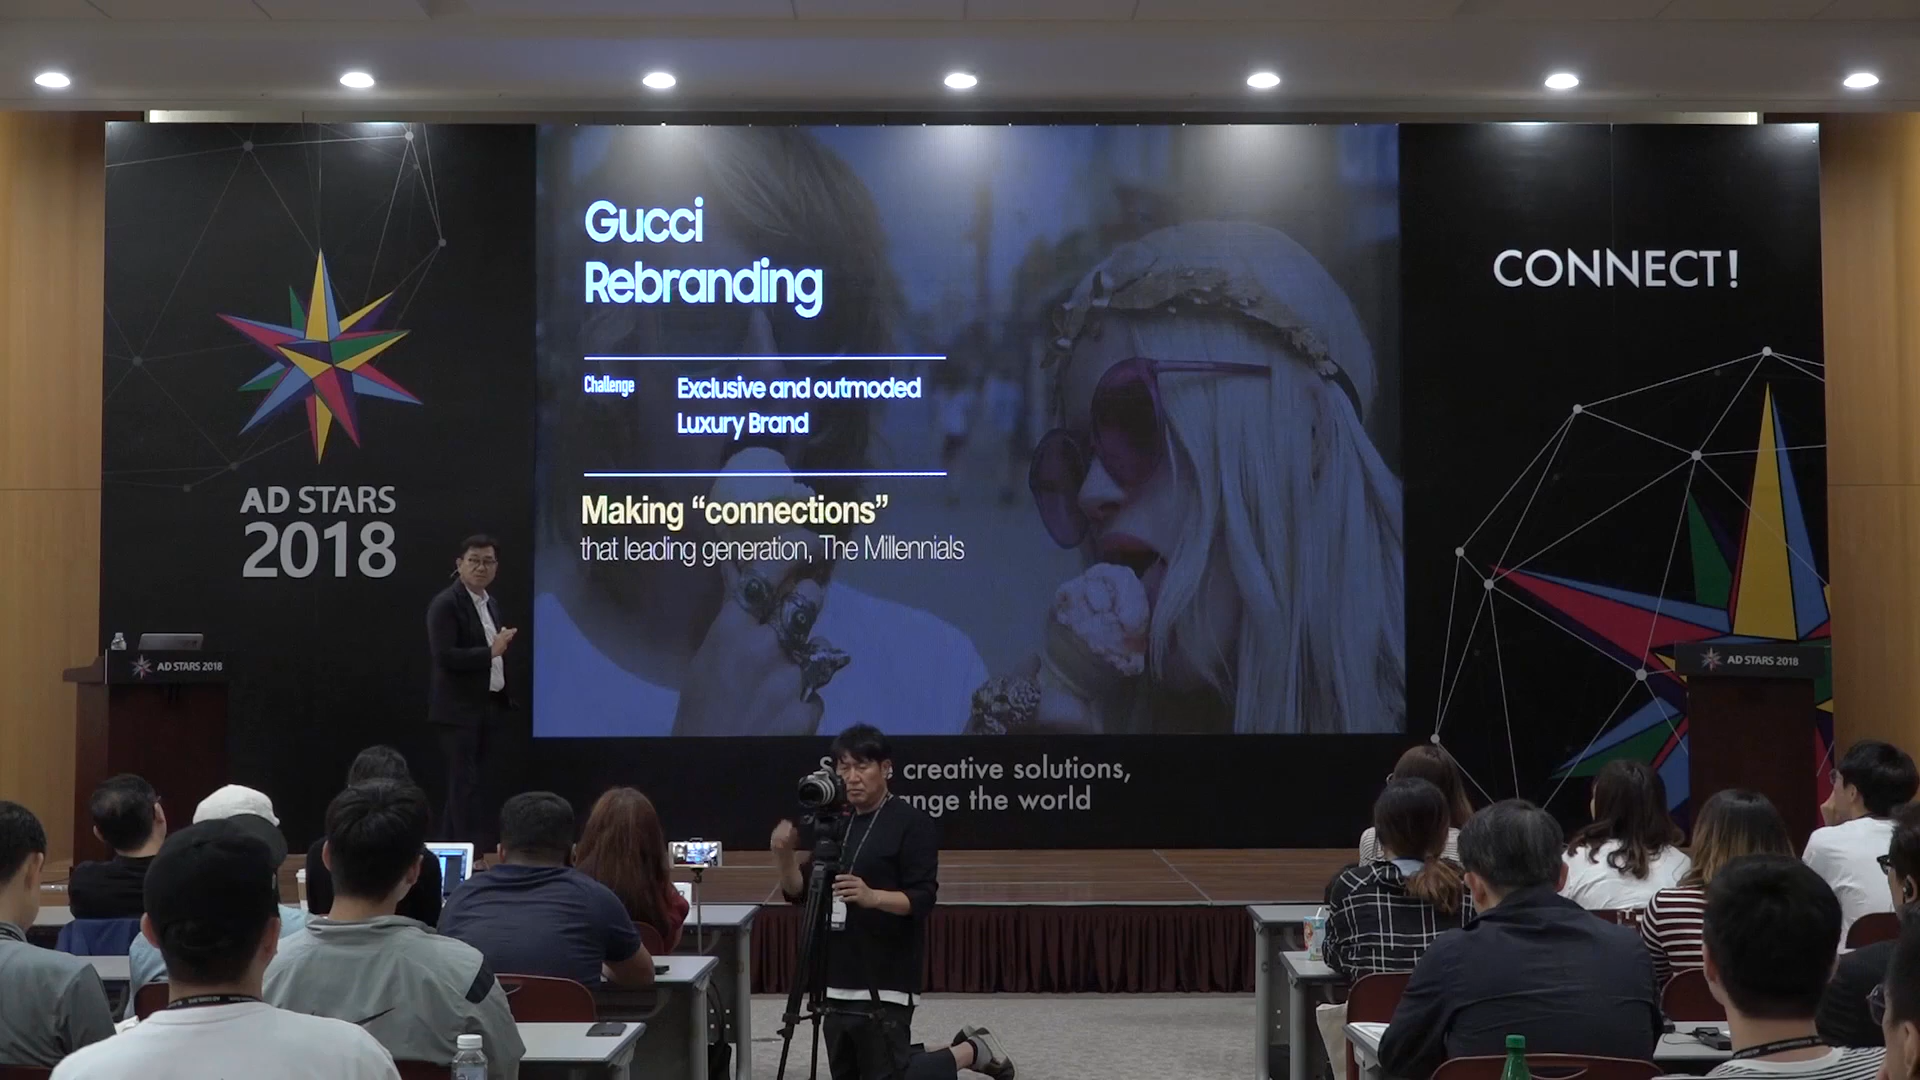 Gucci
Rebranding
Challenge
Exclusive and outmoded
Luxury Brand
Making “connections”
that leading generation, The Millennials
AD STARS
2018
CONNECT!
creative solutions,
the world
AD STARS 2018
AD STARS 2018